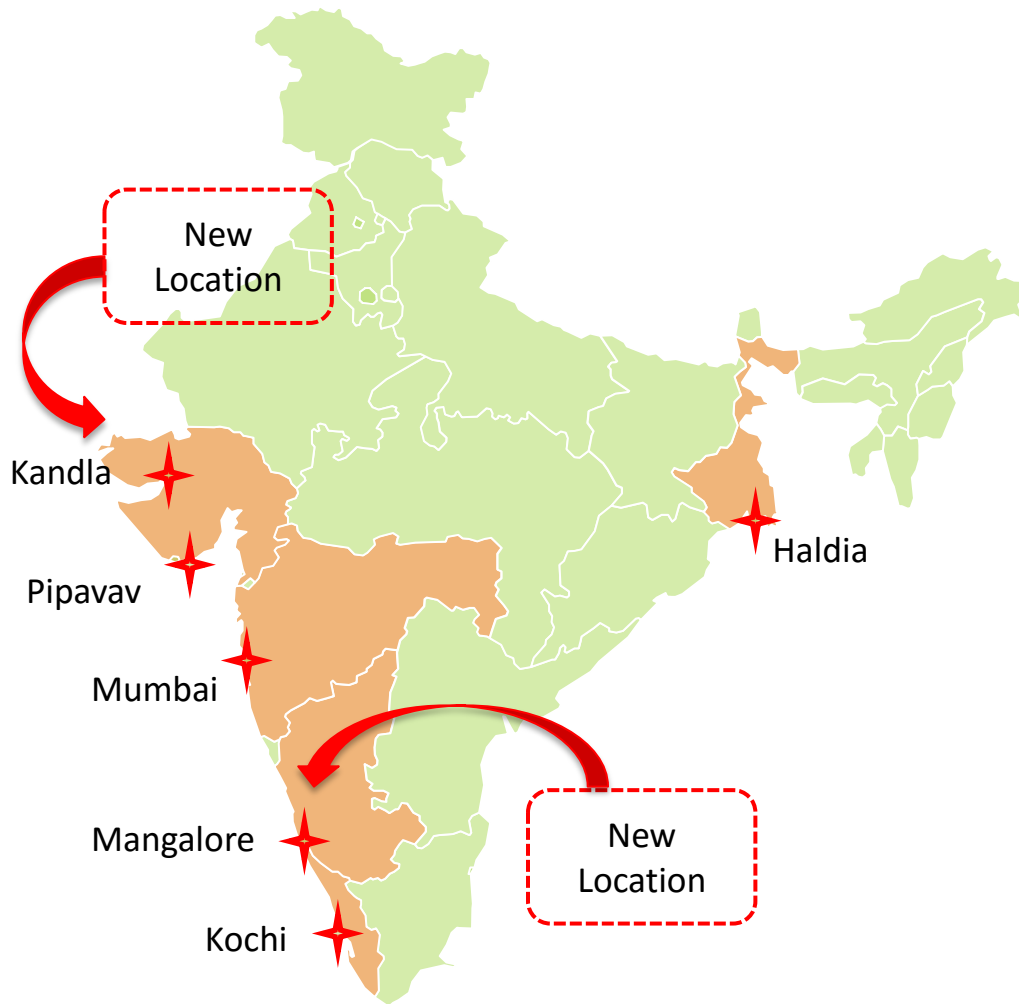 New
Location
Kandla
Haldia
Pipavav
Mumbai
Mangalore
New
Location
Kochi